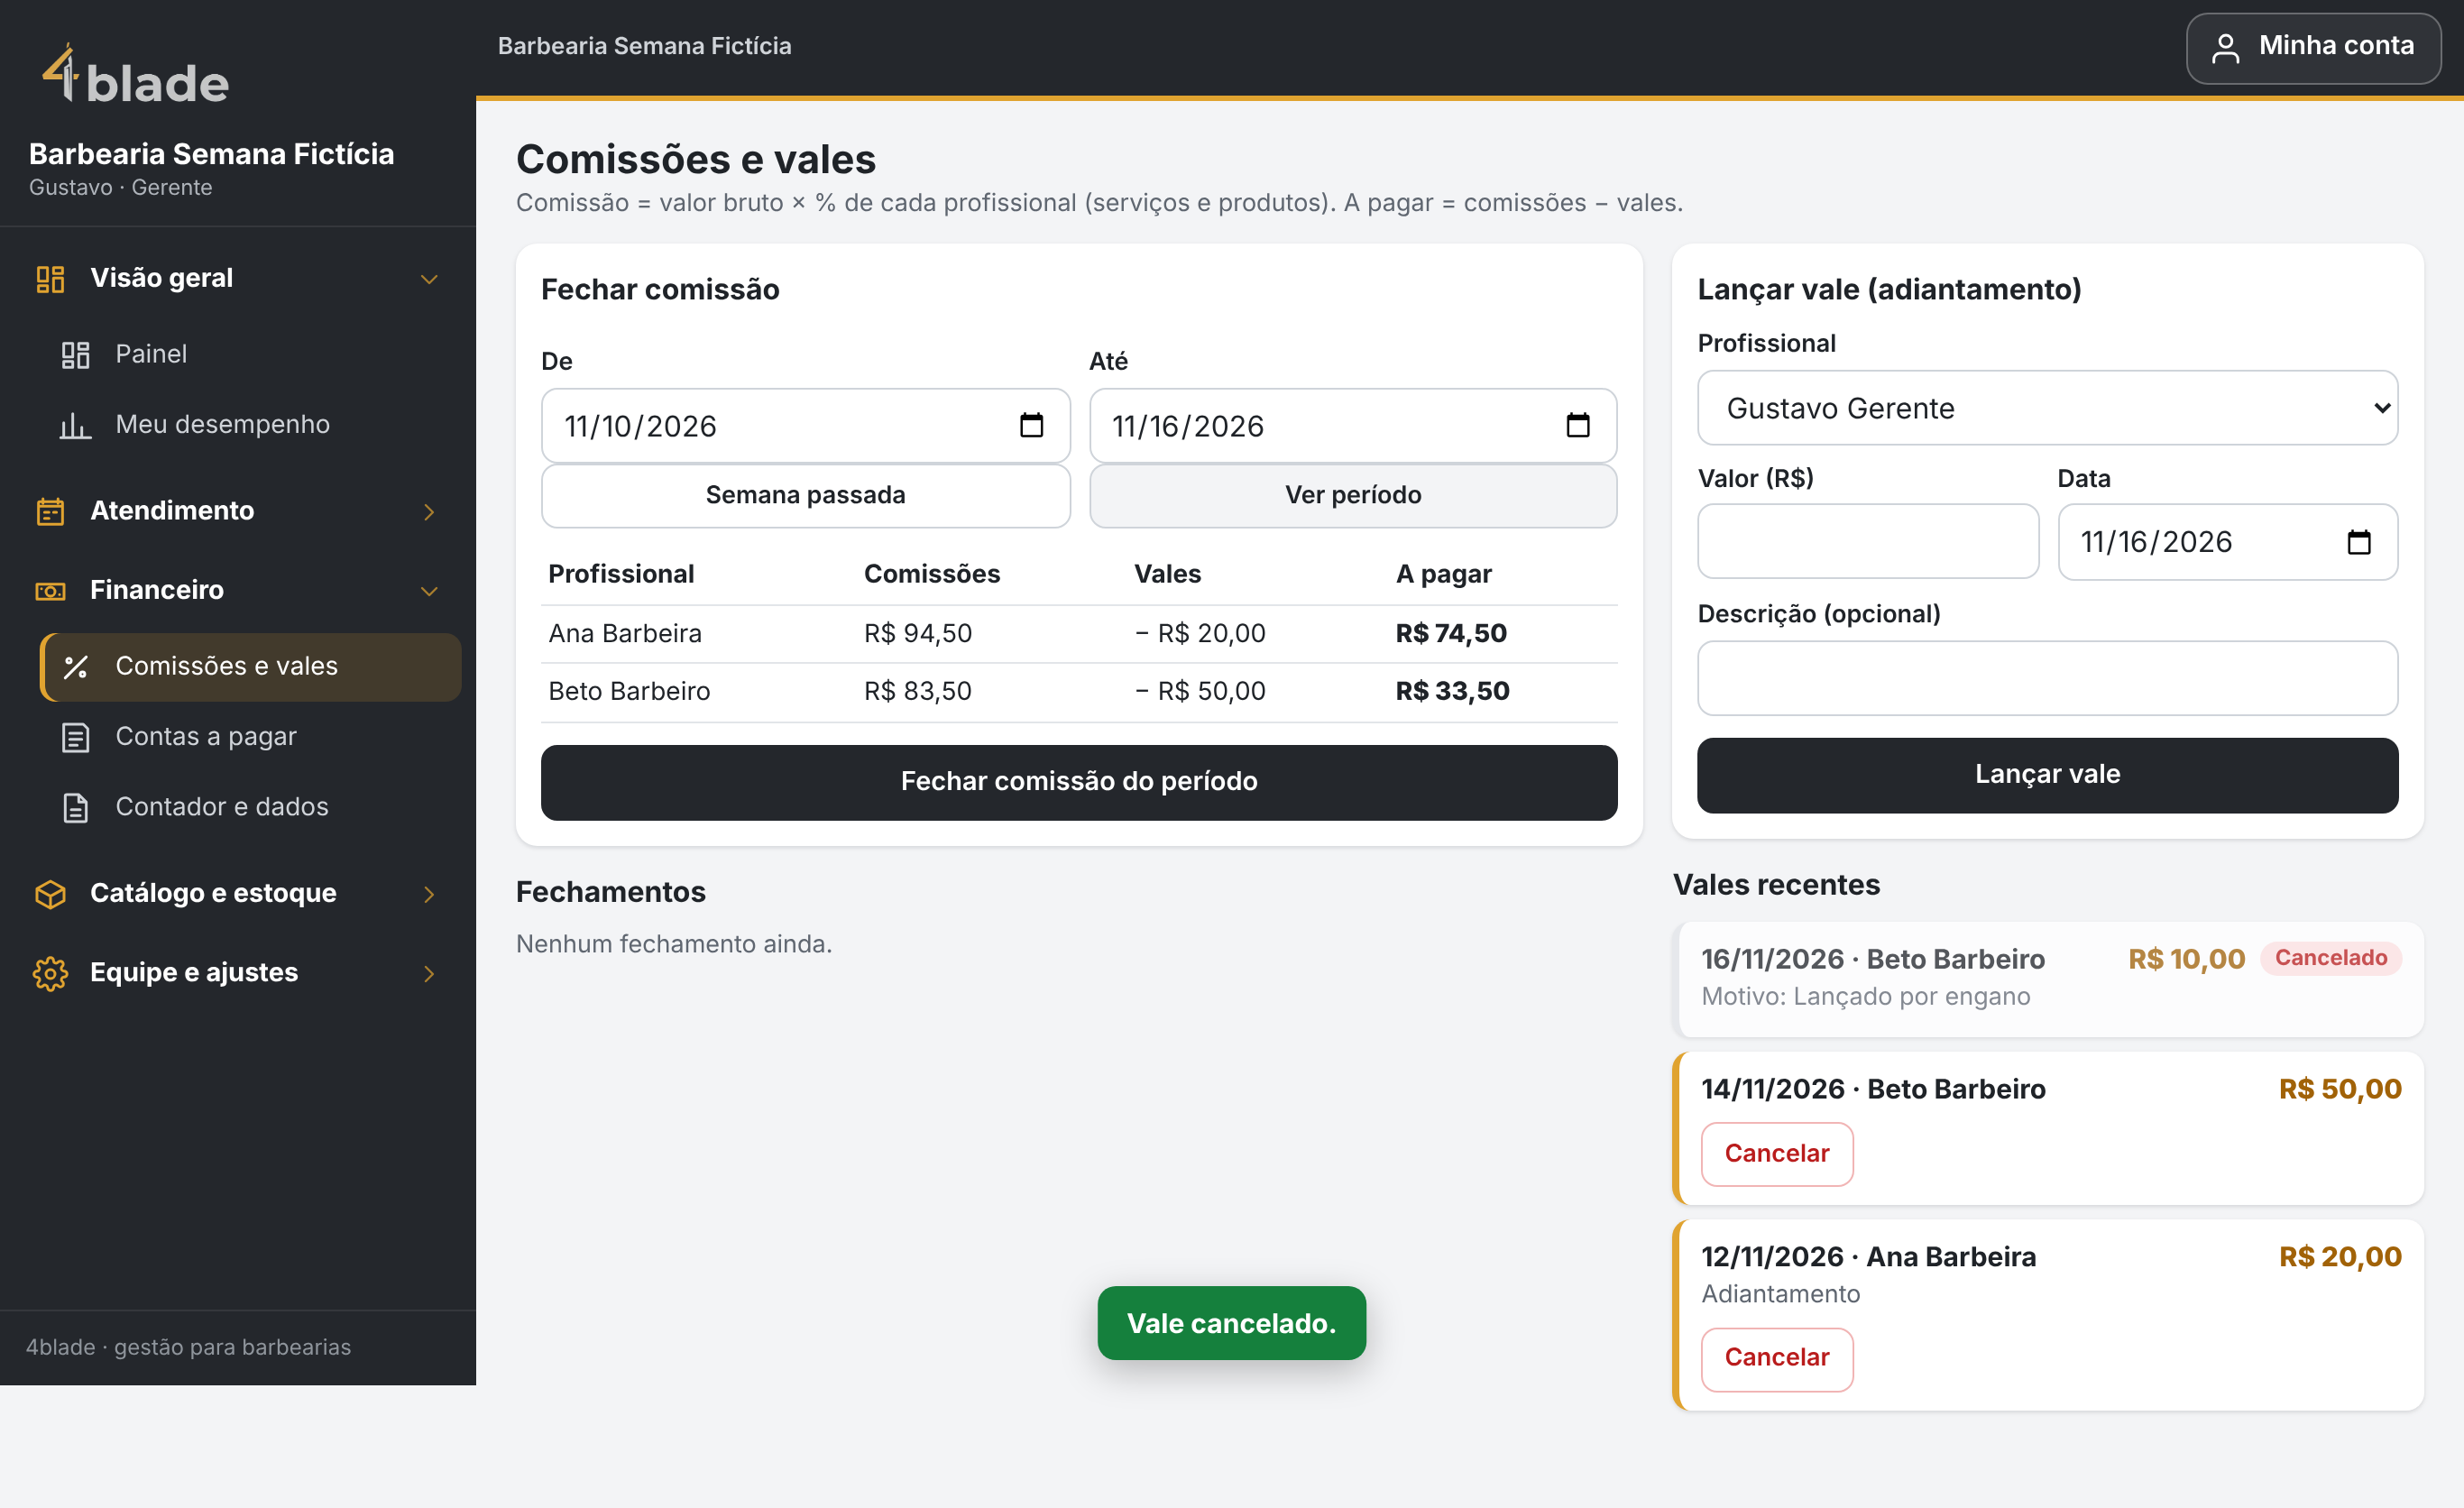 4blade
Barbearia Semana Fictícia
Gustavo · Gerente
Visão geral
Painel
Meu desempenho
Atendimento
Financeiro
Comissões e vales
Contas a pagar
Contador e dados
Catálogo e estoque
Equipe e ajustes
4blade · gestão para barbearias
Barbearia Semana Fictícia
Minha conta
Comissões e vales
Comissão = valor bruto × % de cada profissional (serviços e produtos). A pagar = comissões − vales.
Fechar comissão
De Até
11/10/2026 11/16/2026
Semana passada Ver período
Profissional Comissões Vales A pagar
Ana Barbeira R$ 94,50 − R$ 20,00 R$ 74,50
Beto Barbeiro R$ 83,50 − R$ 50,00 R$ 33,50
Fechar comissão do período
Fechamentos
Nenhum fechamento ainda.
Lançar vale (adiantamento)
Profissional
Gustavo Gerente
Valor (R$) Data
11/16/2026
Descrição (opcional)
Lançar vale
Vales recentes
16/11/2026 · Beto Barbeiro R$ 10,00 Cancelado
Motivo: Lançado por engano
14/11/2026 · Beto Barbeiro R$ 50,00
Cancelar
12/11/2026 · Ana Barbeira R$ 20,00
Adiantamento
Cancelar
Vale cancelado.